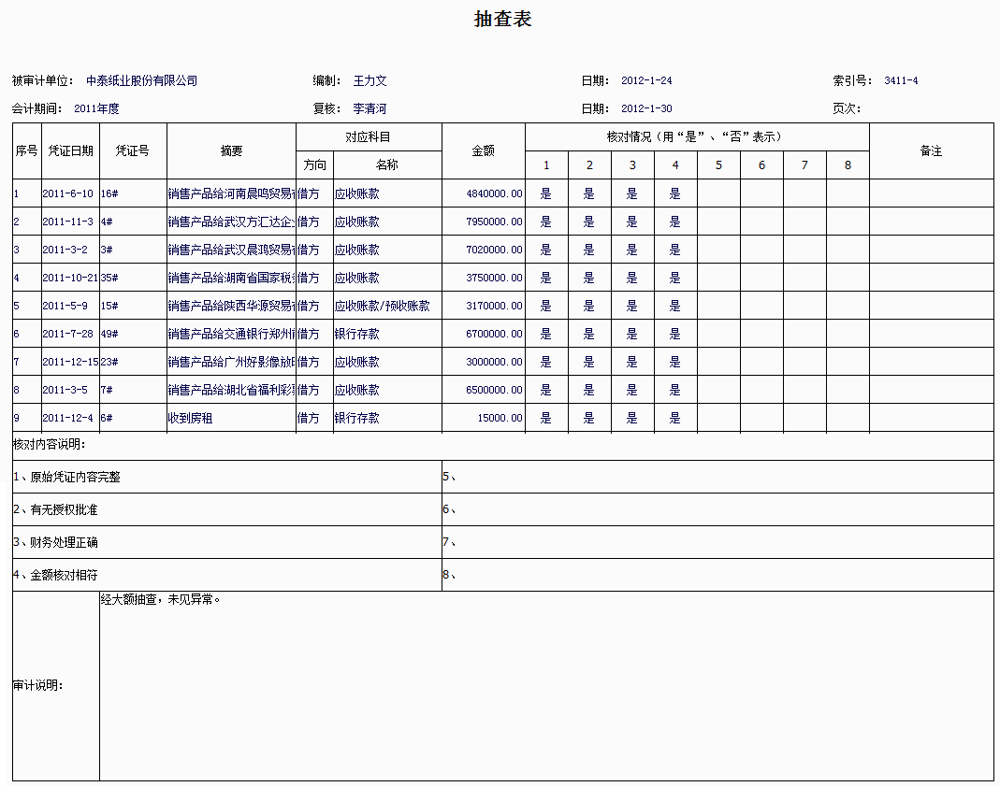 抽查表
被审计单位： 中泰纸业股份有限公司 编制： 王力文 日期： 2012-1-24 索引号： 3411-4
会计期间： 2011年度 复核： 李清河 日期： 2012-1-30 页次：
序号 凭证日期 凭证号 摘要 对应科目 金额 核对情况（用“是”、“否”表示） 备注
方向 名称 1 2 3 4 5 6 7 8
1 2011-6-10 16# 销售产品给河南晨鸣贸易 借方 应收账款 4840000.00 是 是 是 是
2 2011-11-3 4# 销售产品给武汉方汇达企 借方 应收账款 7950000.00 是 是 是 是
3 2011-3-2 3# 销售产品给武汉晨鸿贸易 借方 应收账款 7020000.00 是 是 是 是
4 2011-10-21 35# 销售产品给湖南省国家税 借方 应收账款 3750000.00 是 是 是 是
5 2011-5-9 15# 销售产品给陕西华源贸易 借方 应收账款/预收账款 3170000.00 是 是 是 是
6 2011-7-28 49# 销售产品给交通银行郑州 借方 银行存款 6700000.00 是 是 是 是
7 2011-12-15 23# 销售产品给广州好影像放 借方 应收账款 3000000.00 是 是 是 是
8 2011-3-5 7# 销售产品给湖北省福利彩 借方 应收账款 6500000.00 是 是 是 是
9 2011-12-4 6# 收到房租 借方 银行存款 15000.00 是 是 是 是
核对内容说明：
1、原始凭证内容完整 5、
2、有无授权批准 6、
3、财务处理正确 7、
4、金额核对相符 8、
经大额抽查，未见异常。
审计说明：